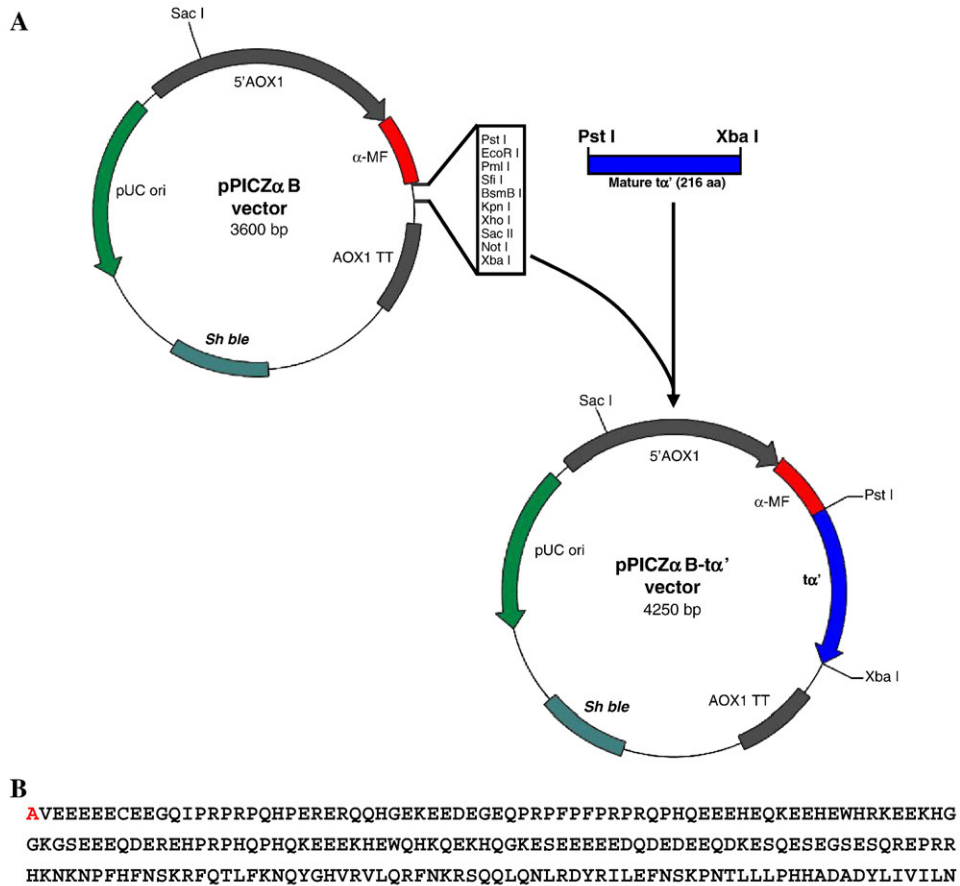 A
Sac I
5'AOX1
α-MF
pUC ori
pPICZα B
vector
3600 bp
AOX1 TT
Sh ble
Pst I
EcoR I
Pml I
Sfi I
BsmB I
Kpn I
Xho I
Sac II
Not I
Xba I
Pst I
Xba I
Mature tα' (216 aa)
Sac I
5'AOX1
α-MF
Pst I
pUC ori
pPICZα B-tα'
vector
4250 bp
tα'
Xba I
AOX1 TT
Sh ble
B
AVEEEEECEEGQIPRPRPQHPERERQQHGEKEEDEGEQPRPFPFPRPRQPHQEEEHEQKEEHEWHRKEEKHG
GKGSEEEQDEREHPRPHQPHQKEEEKHEWQHKQEKHQGKESEEEEEDQDEDEEQDKESQESEGSESQREPRR
HKNKNPFHFNSKRFQTLFKNQYGHVRVLQRFNKRSQQLQNLRDYRILEFNSKPNTLLLPHHADADYLIVILN